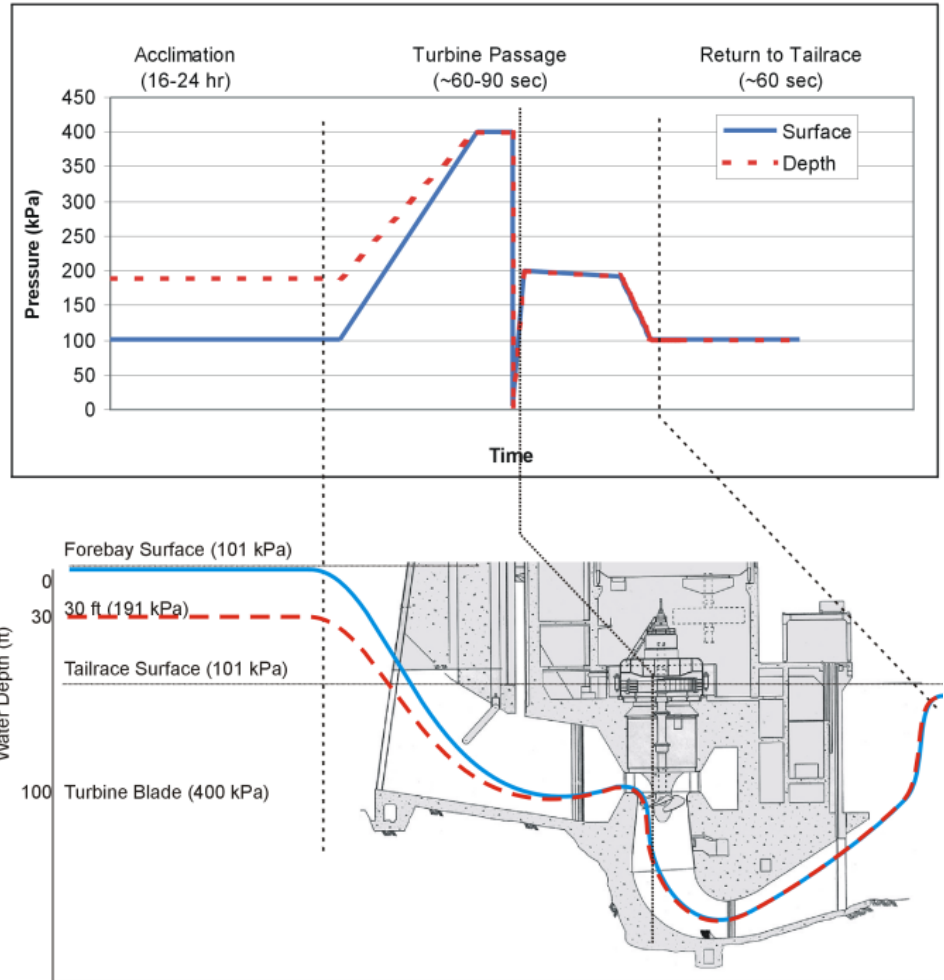 Acclimation
(16-24 hr)
Turbine Passage
(~60-90 sec)
Return to Tailrace
(~60 sec)
450
400
350
300
250
200
150
100
50
0
Pressure (kPa)
Surface
Depth
Time
Forebay Surface (101 kPa)
0
30 ft (191 kPa)
30
Tailrace Surface (101 kPa)
Water Depth (ft)
100 Turbine Blade (400 kPa)